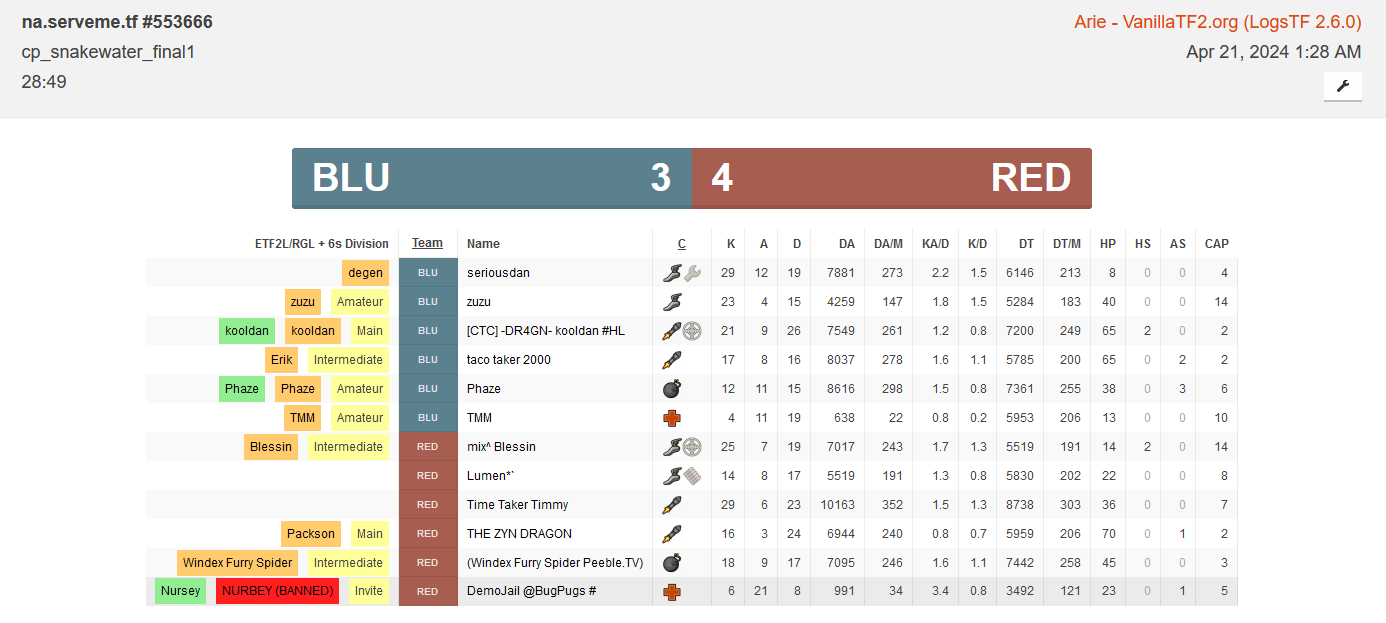 na.serveme.tf #553666
Arie - VanillaTF2.org (LogsTF 2.6.0)
cp_snakewater_final1
Apr 21, 2024 1:28 AM
28:49
BLU 3 4 RED
ETF2L/RGL + 6s Division Team Name C K A D DA DA/M KA/D K/D DT DT/M HP HS AS CAP
degen BLU seriousdan 29 12 19 7881 273 2.2 1.5 6146 213 8 0 0 4
zuzu Amateur BLU zuzu 23 4 15 4259 147 1.8 1.5 5284 183 40 0 0 14
kooldan kooldan Main BLU [CTC] -DR4GN- kooldan #HL 21 9 26 7549 261 1.2 0.8 7200 249 65 2 0 2
Erik Intermediate BLU taco taker 2000 17 8 16 8037 278 1.6 1.1 5785 200 65 0 2 2
Phaze Phaze Amateur BLU Phaze 12 11 15 8616 298 1.5 0.8 7361 255 38 0 3 6
TMM Amateur BLU TMM 4 11 19 638 22 0.8 0.2 5953 206 13 0 0 10
Blessin Intermediate RED mix^ Blessin 25 7 19 7017 243 1.7 1.3 5519 191 14 2 0 14
RED Lumen*` 14 8 17 5519 191 1.3 0.8 5830 202 22 0 0 8
RED Time Taker Timmy 29 6 23 10163 352 1.5 1.3 8738 303 36 0 0 7
Packson Main RED THE ZYN DRAGON 16 3 24 6944 240 0.8 0.7 5959 206 70 0 1 2
Windex Furry Spider Intermediate RED (Windex Furry Spider Peeble.TV) 18 9 17 7095 246 1.6 1.1 7442 258 45 0 0 3
Nursey NURBEY (BANNED) Invite RED DemoJail @BugPugs # 6 21 8 991 34 3.4 0.8 3492 121 23 0 1 5